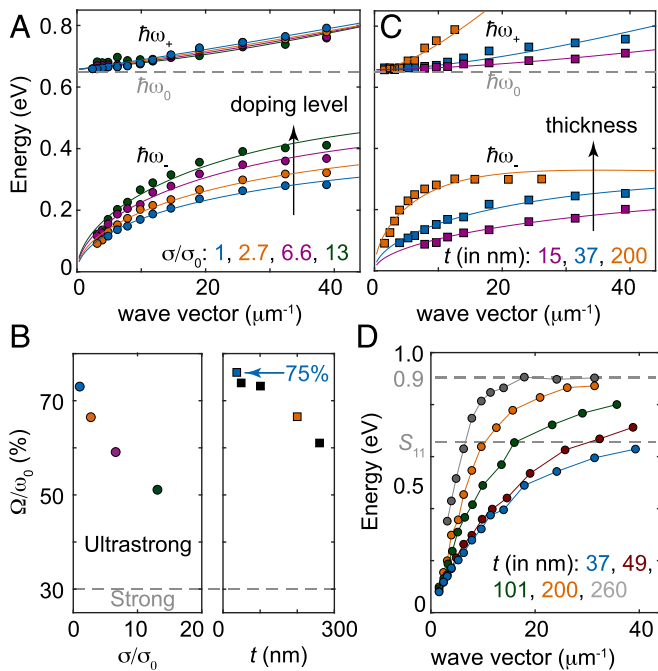 A
0.8
0.6
0.4
0.2
0
Energy (eV)
ħω₊
ħω₀
doping level
ħω₋
σ/σ₀: 1, 2.7, 6.6, 13
0 20 40
wave vector (μm⁻¹)
C
ħω₊
ħω₀
thickness
ħω₋
t (in nm): 15, 37, 200
0 20 40
wave vector (μm⁻¹)
B
70
50
30
Ω/ω₀ (%)
75%
Ultrastrong
Strong
0 10 20
σ/σ₀
0 300
t (nm)
D
1.0
0.5
0
Energy (eV)
0.9
S₁₁
t (in nm): 37, 49,
101, 200, 260
0 20 40
wave vector (μm⁻¹)